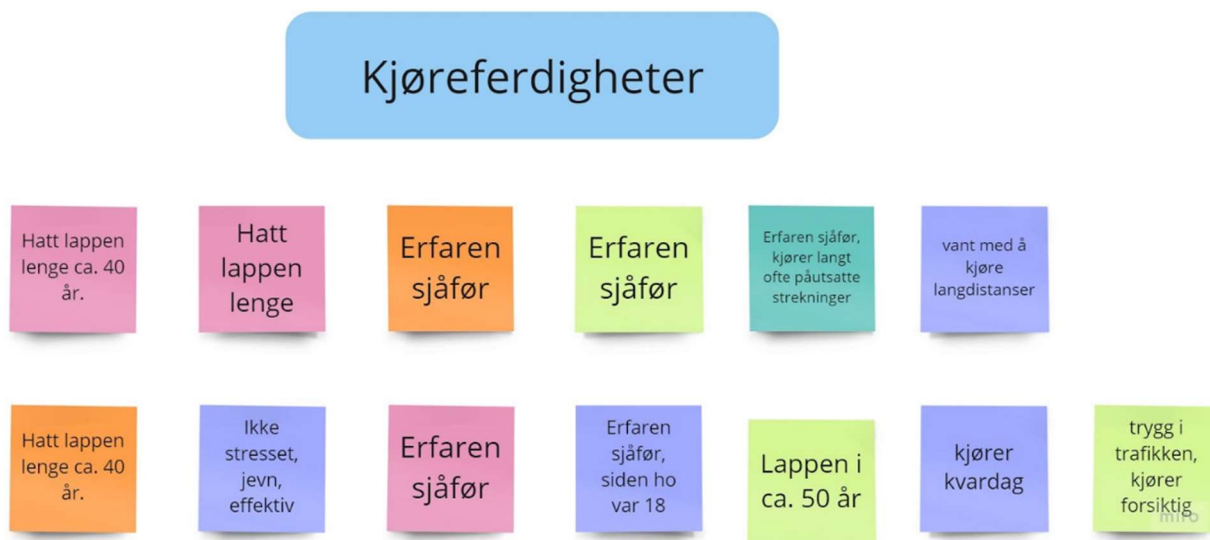 Kjøreferdigheter
Hatt lappen
lenge ca. 40
år.
Hatt
lappen
lenge
Erfaren
sjåfør
Erfaren
sjåfør
Erfaren sjåfør,
kjører langt
ofte påutsatte
strekninger
vant med å
kjøre
langdistanser
Hatt lappen
lenge ca. 40
år.
Ikke
stresset,
jevn,
effektiv
Erfaren
sjåfør
Erfaren
sjåfør,
siden ho
var 18
Lappen i
ca. 50 år
kjører
kvardag
trygg i
trafikken,
kjører
forsiktig
miro